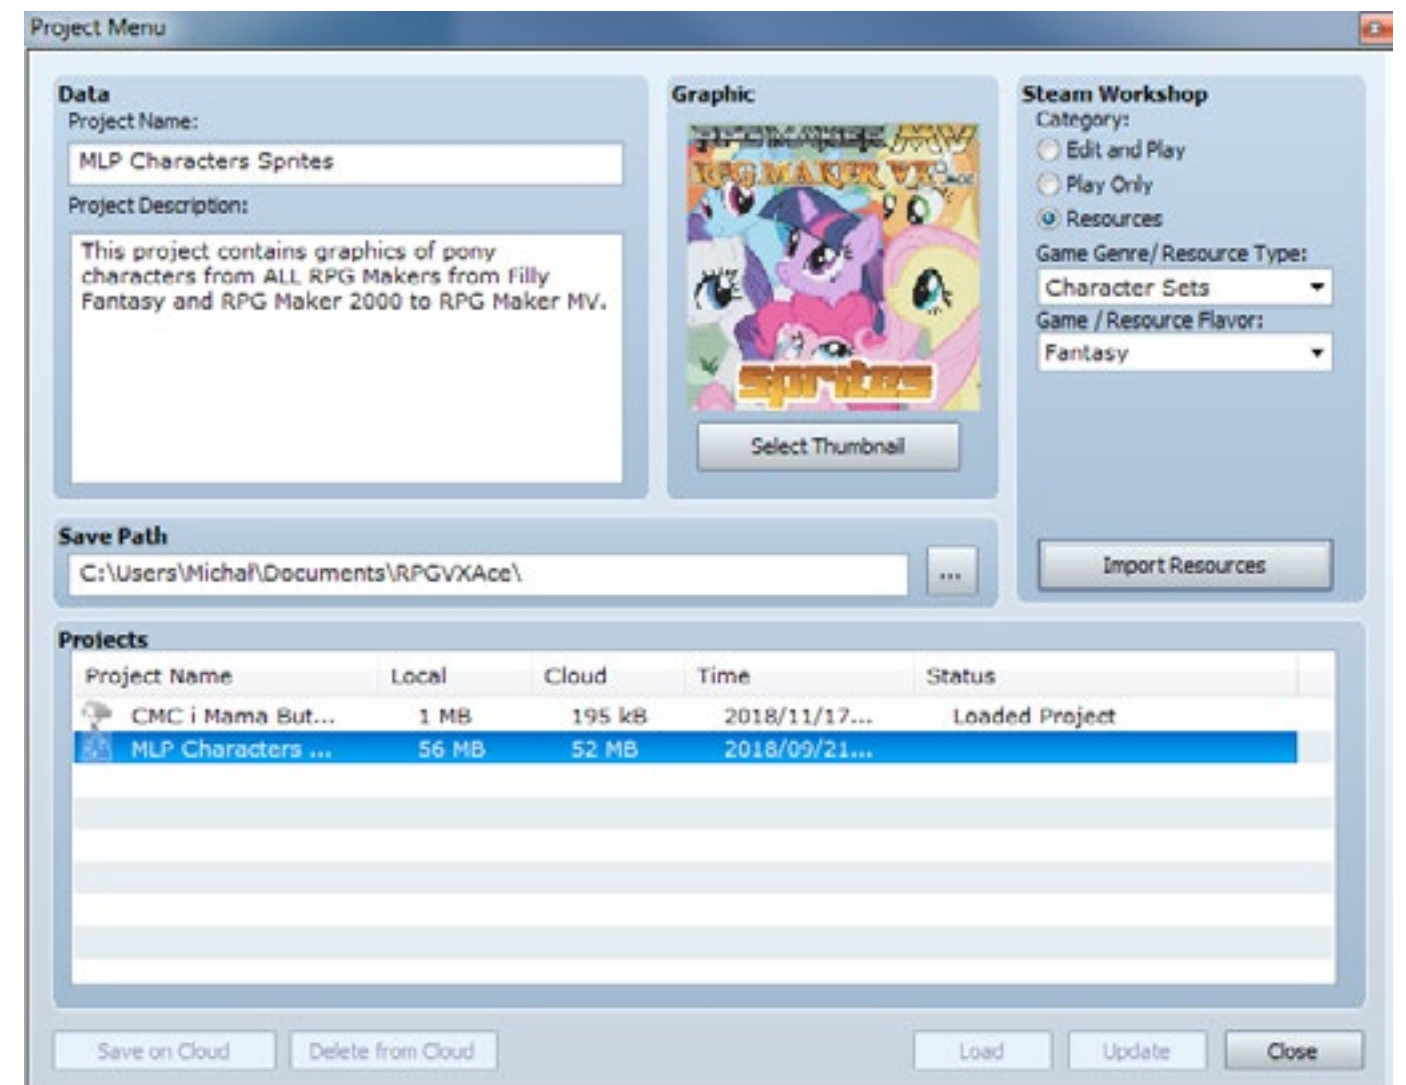 Project Menu
Data
Project Name:
MLP Characters Sprites
Project Description:
This project contains graphics of pony
characters from ALL RPG Makers from Filly
Fantasy and RPG Maker 2000 to RPG Maker MV.
Graphic
RPG MAKER MV
RPG MAKER VX Ace
sprites
Select Thumbnail
Steam Workshop
Category:
Edit and Play
Play Only
Resources
Game Genre/ Resource Type:
Character Sets
Game / Resource Flavor:
Fantasy
Import Resources
Save Path
C:\Users\Michał\Documents\RPGVXAce\
...
Projects
Project Name Local Cloud Time Status
CMC i Mama But... 1 MB 195 kB 2018/11/17... Loaded Project
MLP Characters ... 56 MB 52 MB 2018/09/21...
Save on Cloud
Delete from Cloud
Load
Update
Close